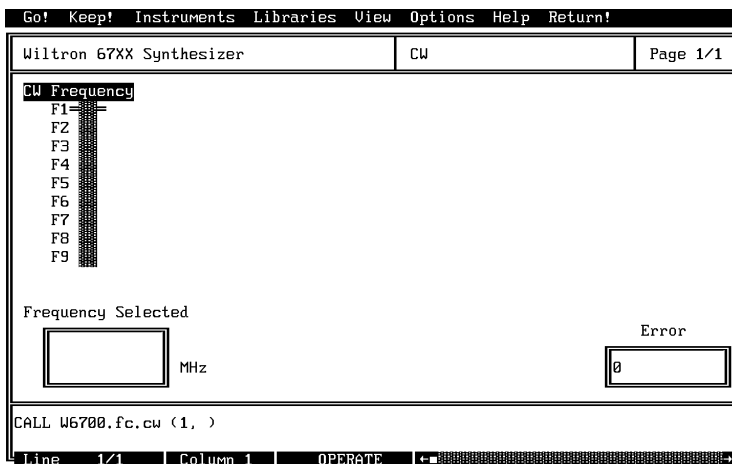 Go! Keep! Instruments Libraries View Options Help Return!
Wiltron 67XX Synthesizer CW Page 1/1
CW Frequency
F1
F2
F3
F4
F5
F6
F7
F8
F9
Frequency Selected
Error
MHz
0
CALL W6700.fc.cw (1, )
Line 1/1 Column 1 OPERATE